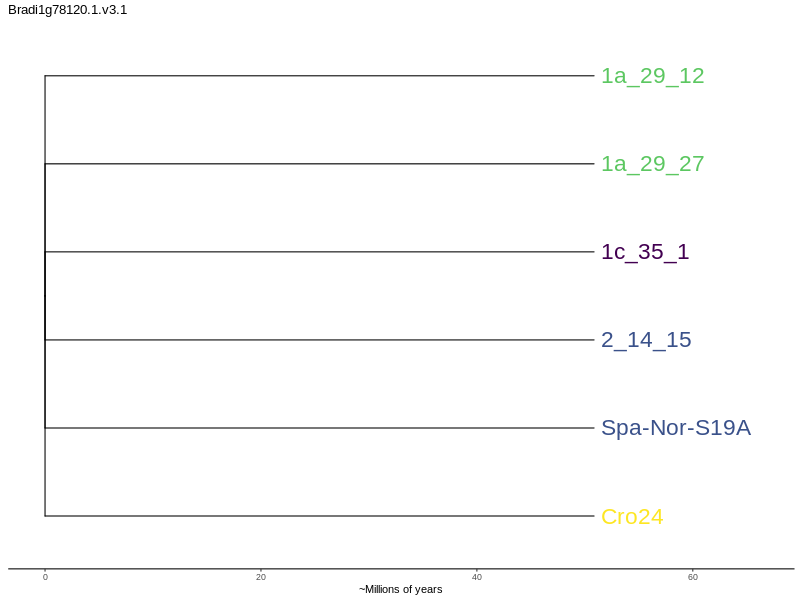 Bradi1g78120.1.v3.1
1a_29_12
1a_29_27
1c_35_1
2_14_15
Spa-Nor-S19A
Cro24
0 20 40 60
~Millions of years